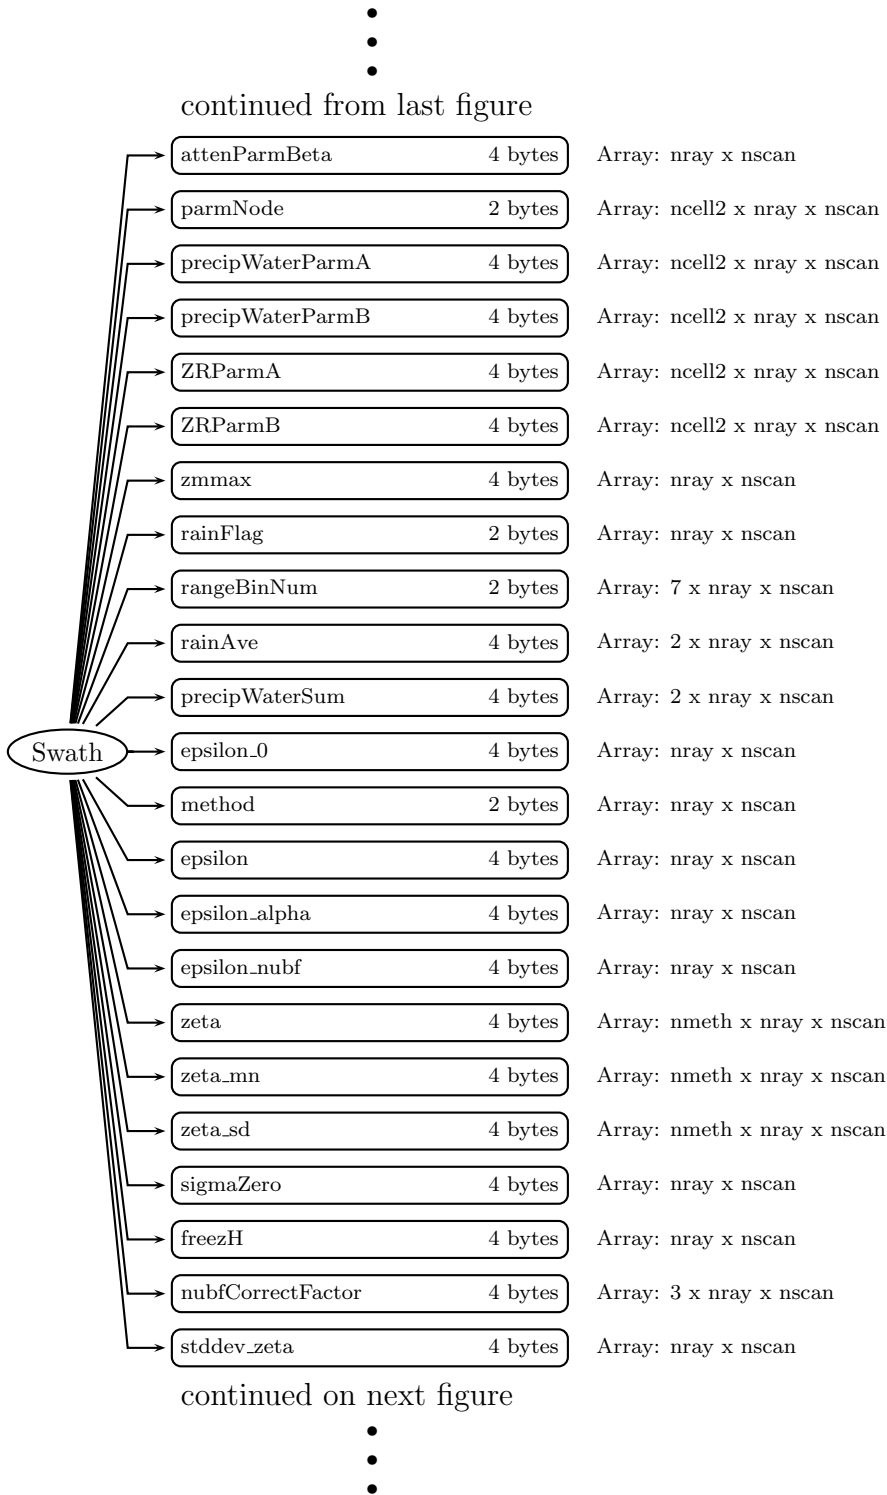 continued from last figure
attenParmBeta 4 bytes Array: nray x nscan
parmNode 2 bytes Array: ncell2 x nray x nscan
precipWaterParmA 4 bytes Array: ncell2 x nray x nscan
precipWaterParmB 4 bytes Array: ncell2 x nray x nscan
ZRParmA 4 bytes Array: ncell2 x nray x nscan
ZRParmB 4 bytes Array: ncell2 x nray x nscan
zmmax 4 bytes Array: nray x nscan
rainFlag 2 bytes Array: nray x nscan
rangeBinNum 2 bytes Array: 7 x nray x nscan
rainAve 4 bytes Array: 2 x nray x nscan
precipWaterSum 4 bytes Array: 2 x nray x nscan
Swath epsilon_0 4 bytes Array: nray x nscan
method 2 bytes Array: nray x nscan
epsilon 4 bytes Array: nray x nscan
epsilon_alpha 4 bytes Array: nray x nscan
epsilon_nubf 4 bytes Array: nray x nscan
zeta 4 bytes Array: nmeth x nray x nscan
zeta_mn 4 bytes Array: nmeth x nray x nscan
zeta_sd 4 bytes Array: nmeth x nray x nscan
sigmaZero 4 bytes Array: nray x nscan
freezH 4 bytes Array: nray x nscan
nubfCorrectFactor 4 bytes Array: 3 x nray x nscan
stddev_zeta 4 bytes Array: nray x nscan
continued on next figure